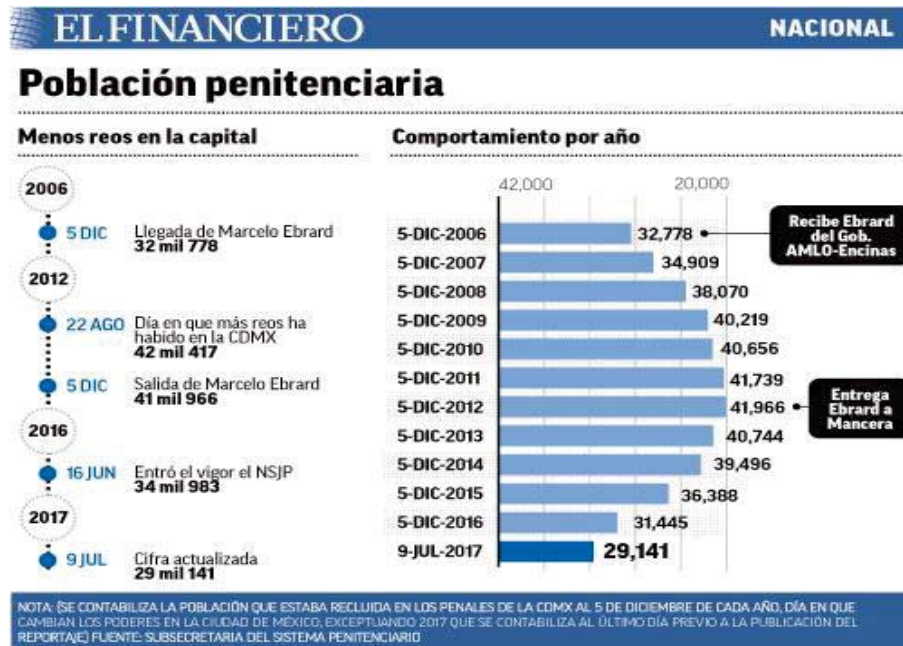 EL FINANCIERO
NACIONAL
Población penitenciaria
Menos reos en la capital
2006
5 DIC Llegada de Marcelo Ebrard
32 mil 778
2012
22 AGO Día en que más reos ha
habido en la CDMX
42 mil 417
5 DIC Salida de Marcelo Ebrard
41 mil 966
2016
16 JUN Entró el vigor el NSJP
34 mil 983
2017
9 JUL Cifra actualizada
29 mil 141
Comportamiento por año
42,000 20,000
5-DIC-2006 32,778
5-DIC-2007 34,909
5-DIC-2008 38,070
5-DIC-2009 40,219
5-DIC-2010 40,656
5-DIC-2011 41,739
5-DIC-2012 41,966
5-DIC-2013 40,744
5-DIC-2014 39,496
5-DIC-2015 36,388
5-DIC-2016 31,445
9-JUL-2017 29,141
Recibe Ebrard
del Gob.
AMLO-Encinas
Entrega
Ebrard a
Mancera
NOTA: (SE CONTABILIZA LA POBLACIÓN QUE ESTABA RECLUIDA EN LOS PENALES DE LA CDMX AL 5 DE DICIEMBRE DE CADA AÑO, DÍA EN QUE
CAMBIAN LOS PODERES EN LA CIUDAD DE MÉXICO, EXCEPTUANDO 2017 QUE SE CONTABILIZA AL ÚLTIMO DÍA PREVIO A LA PUBLICACIÓN DEL
REPORTAJE) FUENTE: SUBSECRETARIA DEL SISTEMA PENITENCIARIO